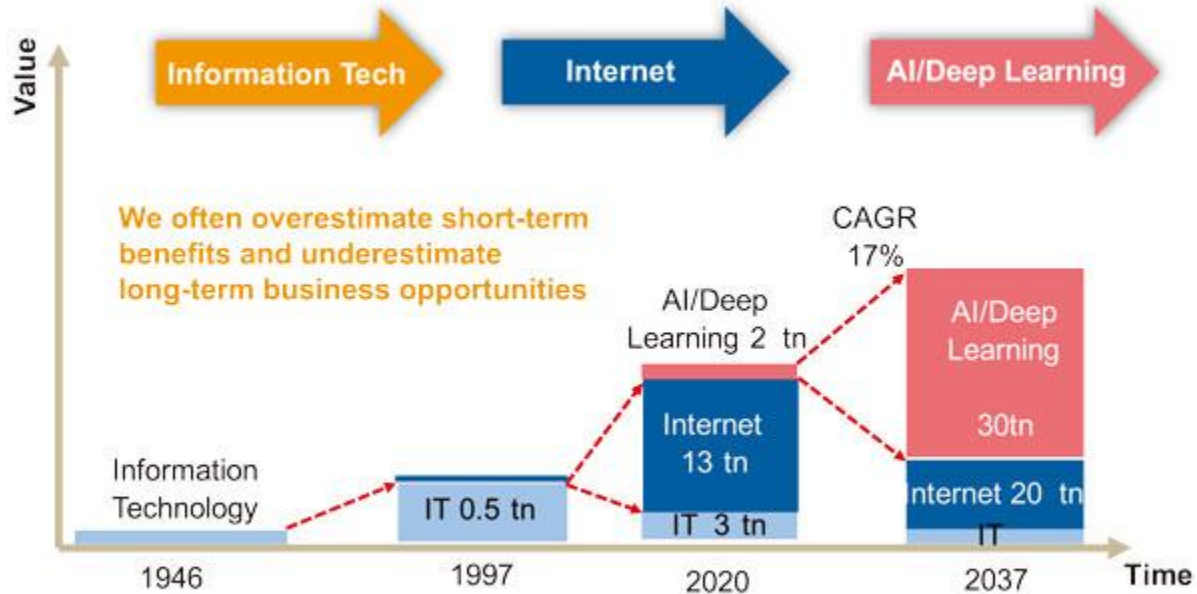 Value
Information Tech
Internet
AI/Deep Learning
We often overestimate short-term
benefits and underestimate
long-term business opportunities
CAGR
17%
AI/Deep
Learning 2 tn
AI/Deep
Learning
30tn
Internet
13 tn
Information
Technology
IT 0.5 tn
IT 3 tn
Internet 20 tn
IT
1946
1997
2020
2037
Time